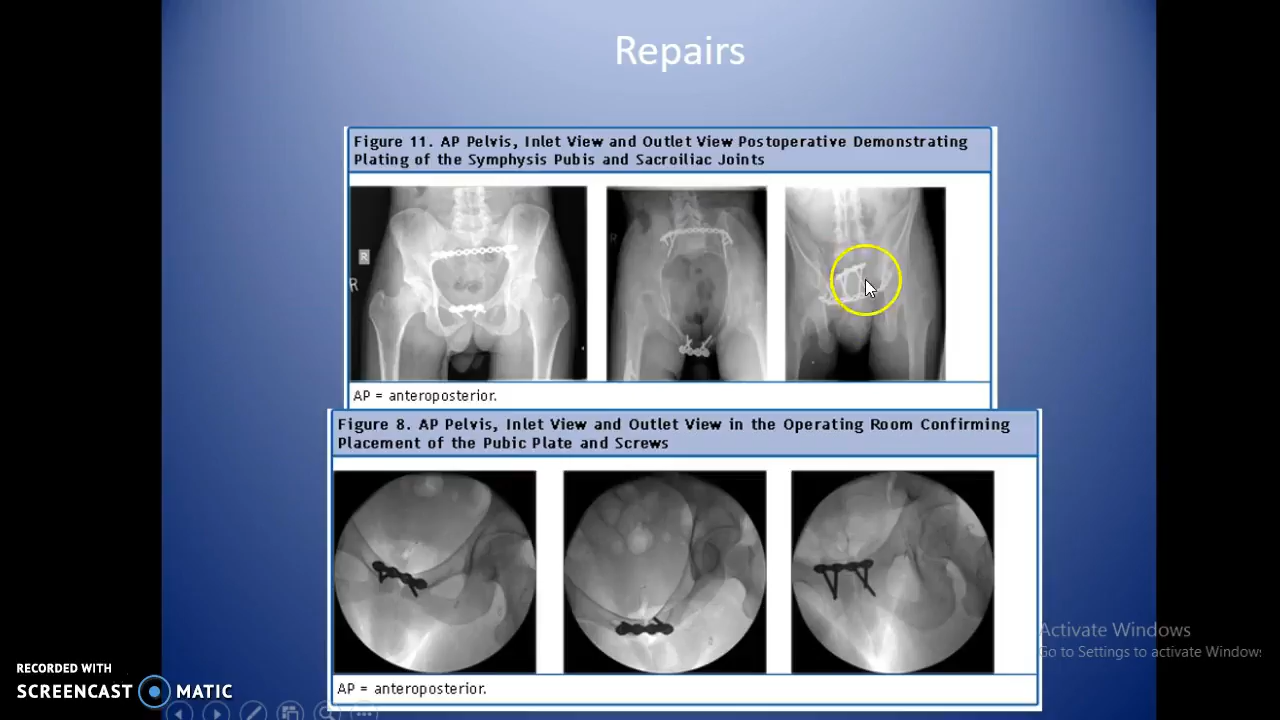 Repairs
Figure 11. AP Pelvis, Inlet View and Outlet View Postoperative Demonstrating
Plating of the Symphysis Pubis and Sacroiliac Joints
R
R
AP = anteroposterior.
Figure 8. AP Pelvis, Inlet View and Outlet View in the Operating Room Confirming
Placement of the Pubic Plate and Screws
AP = anteroposterior.
Activate Windows
Go to Settings to activate Windows
RECORDED WITH
SCREENCAST MATIC